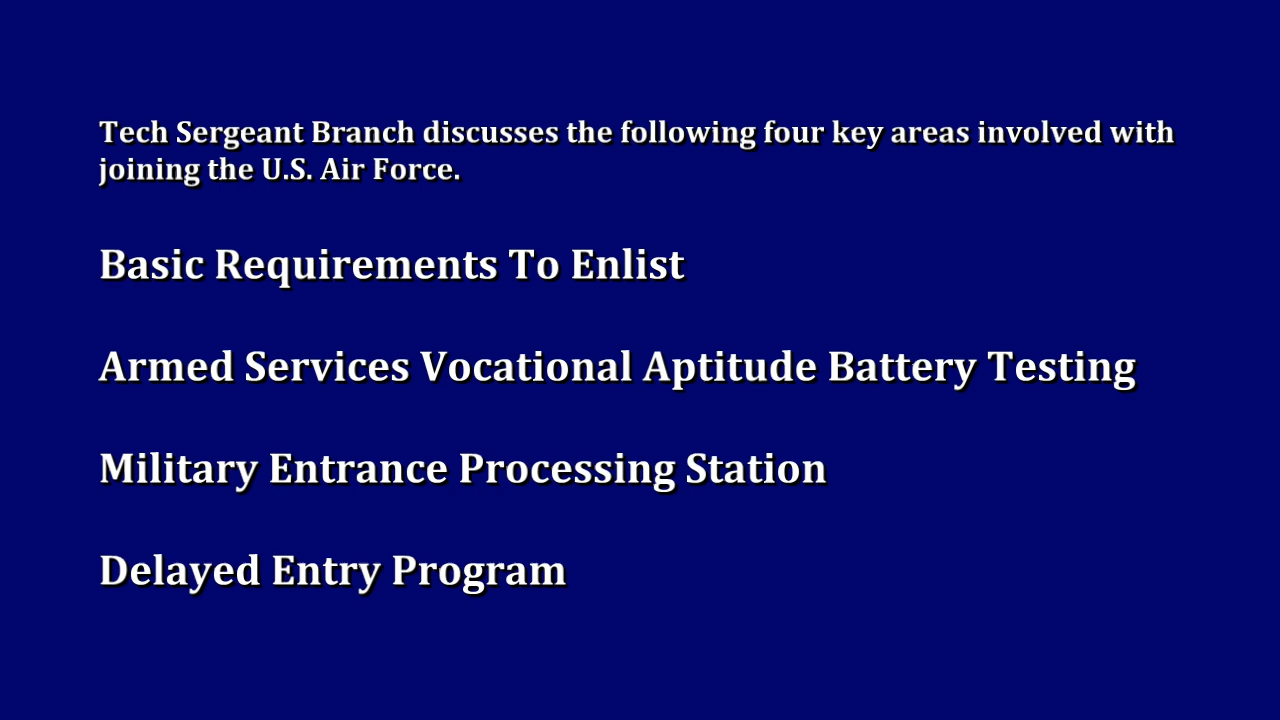 Tech Sergeant Branch discusses the following four key areas involved with
joining the U.S. Air Force.
Basic Requirements To Enlist
Armed Services Vocational Aptitude Battery Testing
Military Entrance Processing Station
Delayed Entry Program